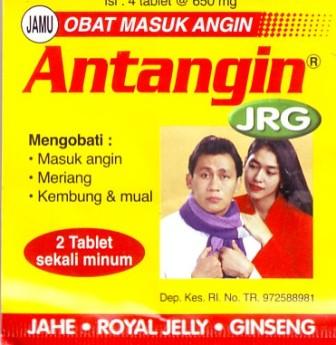 Isi : 4 tablet @ 650 mg
JAMU OBAT MASUK ANGIN
Antangin®
JRG
Mengobati :
• Masuk angin
• Meriang
• Kembung & mual
2 Tablet
sekali minum
Dep. Kes. RI. No. TR. 972588981
JAHE • ROYAL JELLY • GINSENG